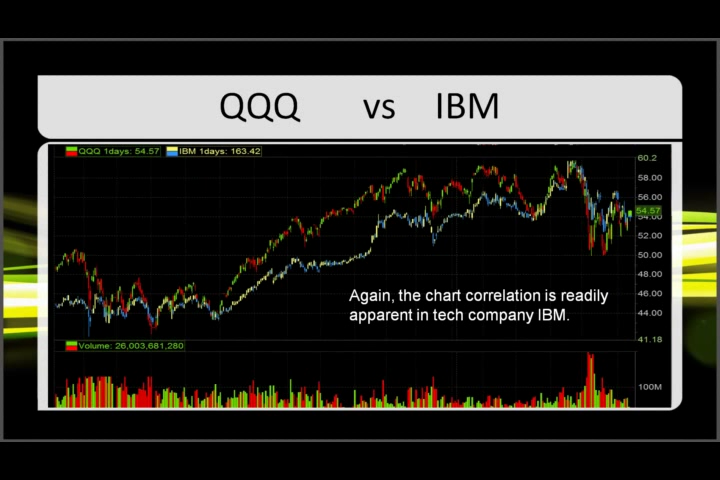 QQQ vs IBM
QQQ 1days: 54.57 IBM 1days: 163.42
60.2
58.00
56.00
54.57
54.00
52.00
50.00
48.00
46.00
44.00
41.18
Again, the chart correlation is readily
apparent in tech company IBM.
Volume: 26,003,681,280
100M